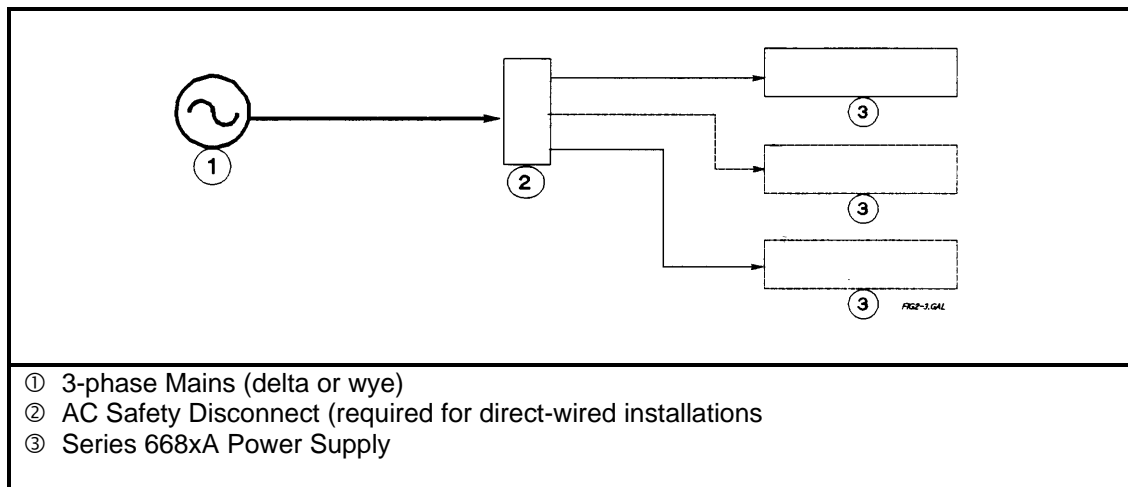 1
2
3
3
3
FIG2-3.GAL
① 3-phase Mains (delta or wye)
② AC Safety Disconnect (required for direct-wired installations
③ Series 668xA Power Supply